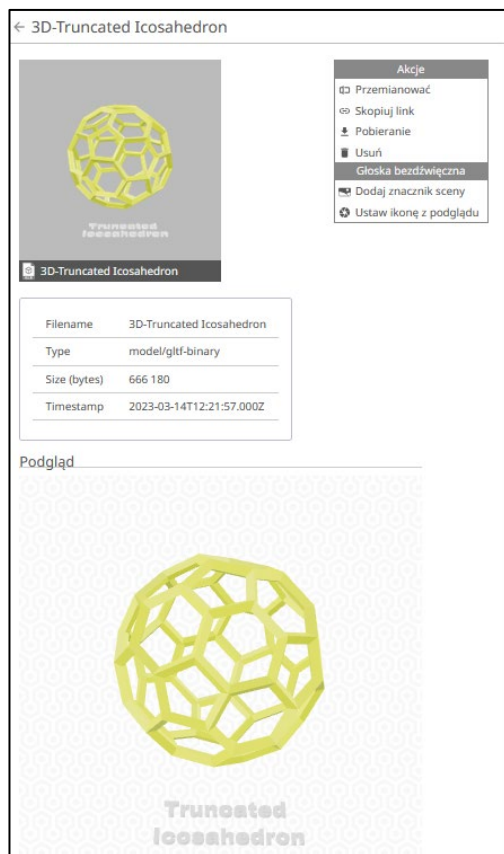 ← 3D-Truncated Icosahedron
Truncated
Icosahedron
3D-Truncated Icosahedron
Akcje
Przemianować
Skopiuj link
Pobieranie
Usuń
Głoska bezdźwięczna
Dodaj znacznik sceny
Ustaw ikonę z podglądu
Filename 3D-Truncated Icosahedron
Type model/gltf-binary
Size (bytes) 666 180
Timestamp 2023-03-14T12:21:57.000Z
Podgląd
Truncated
Icosahedron